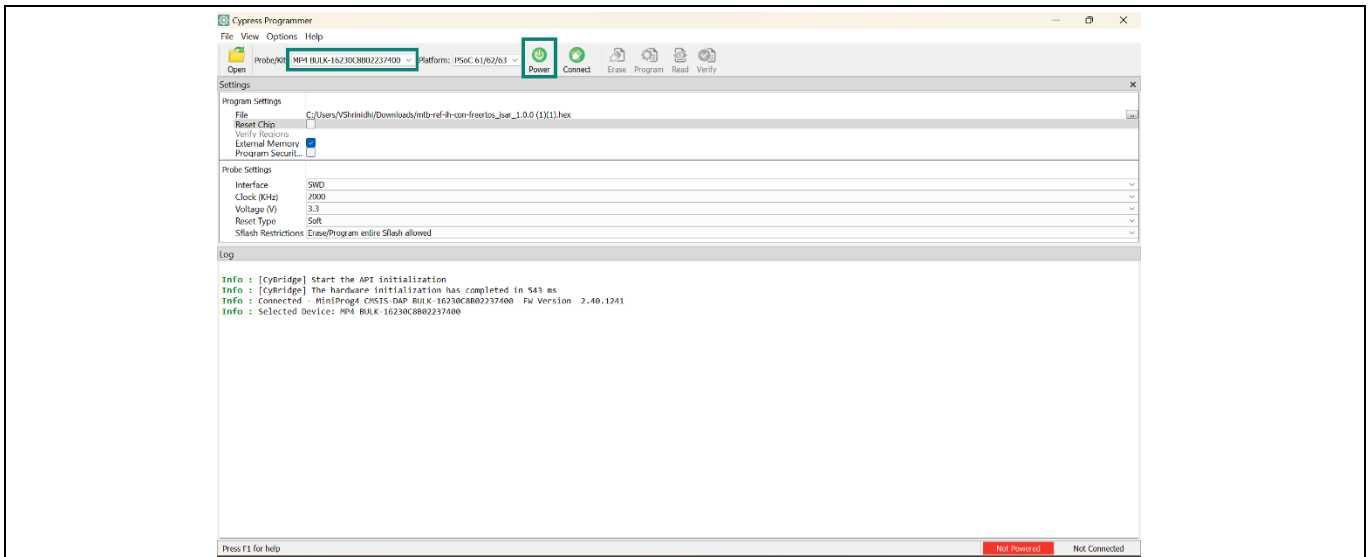 Cypress Programmer
File View Options Help
Open Probe/Kit: MP4 BULK-16230C8B02237400 Platform: PSoC 61/62/63 Power Connect Erase Program Read Verify
Settings
Program Settings
File C:/Users/VShrinidhi/Downloads/mtb-ref-ih-con-freertos_isar_1.0.0 (1)(1).hex ...
Reset Chip
Verify Regions
External Memory
Program Securit...
Probe Settings
Interface SWD
Clock (KHz) 2000
Voltage (V) 3.3
Reset Type Soft
Sflash Restrictions Erase/Program entire Sflash allowed
Log
Info : [CyBridge] Start the API initialization
Info : [CyBridge] The hardware initialization has completed in 543 ms
Info : Connected - MiniProg4 CMSIS-DAP BULK-16230C8B02237400 FW Version 2.40.1241
Info : Selected Device: MP4 BULK-16230C8B02237400
Press F1 for help Not Powered Not Connected